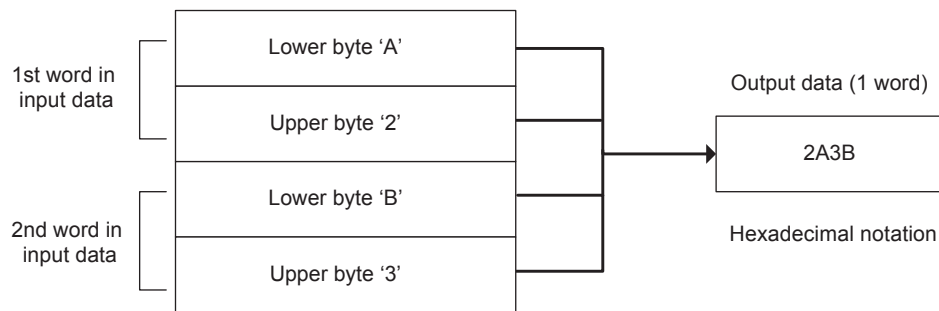 1st word in
input data
Lower byte ‘A’
Upper byte ‘2’
2nd word in
input data
Lower byte ‘B’
Upper byte ‘3’
Output data (1 word)
2A3B
Hexadecimal notation